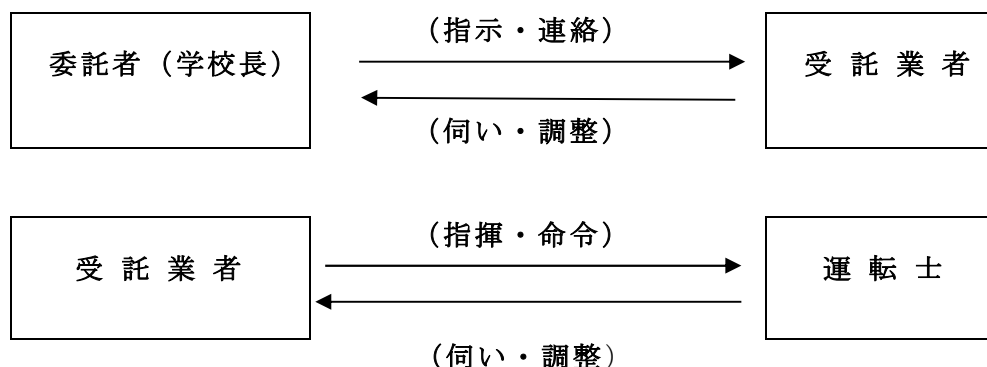 （指示・連絡）
委託者（学校長）
受託業者
（伺い・調整）
（指揮・命令）
受託業者
運転士
（伺い・調整）